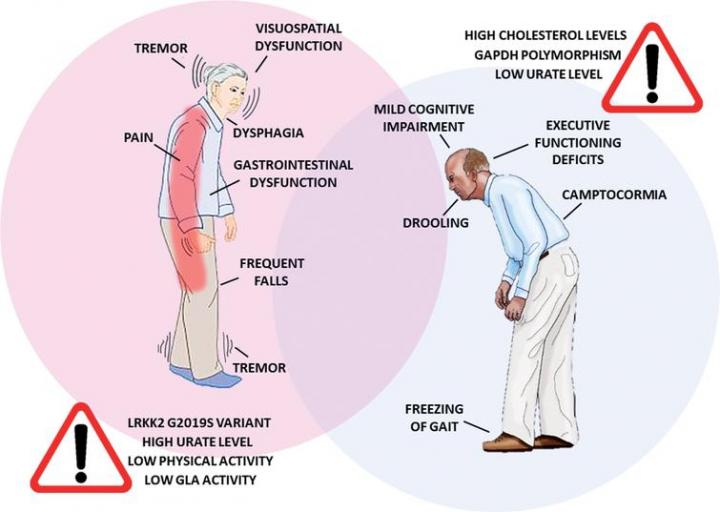 TREMOR
VISUOSPATIAL
DYSFUNCTION
PAIN
DYSPHAGIA
GASTROINTESTINAL
DYSFUNCTION
FREQUENT
FALLS
TREMOR
LRKK2 G2019S VARIANT
HIGH URATE LEVEL
LOW PHYSICAL ACTIVITY
LOW GLA ACTIVITY
HIGH CHOLESTEROL LEVELS
GAPDH POLYMORPHISM
LOW URATE LEVEL
MILD COGNITIVE
IMPAIRMENT
EXECUTIVE
FUNCTIONING
DEFICITS
DROOLING
CAMPTOCORMIA
FREEZING
OF GAIT